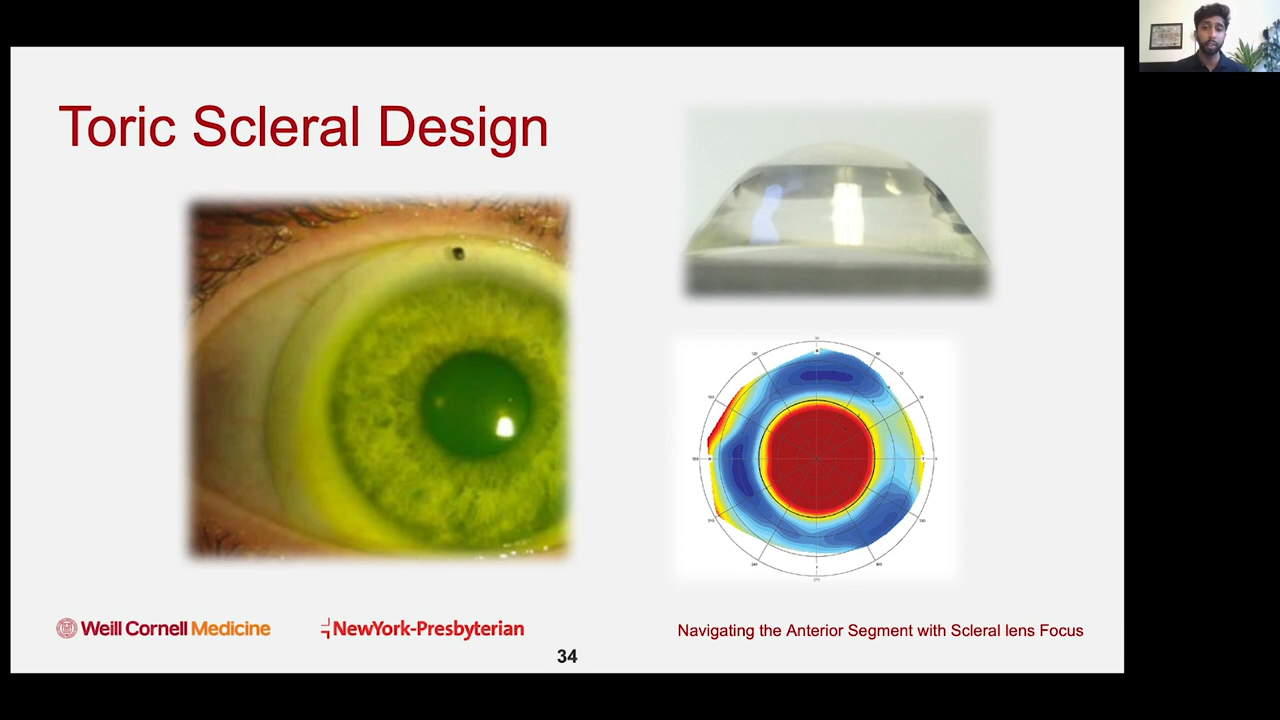 Toric Scleral Design
Weill Cornell Medicine
NewYork-Presbyterian
Navigating the Anterior Segment with Scleral lens Focus
34